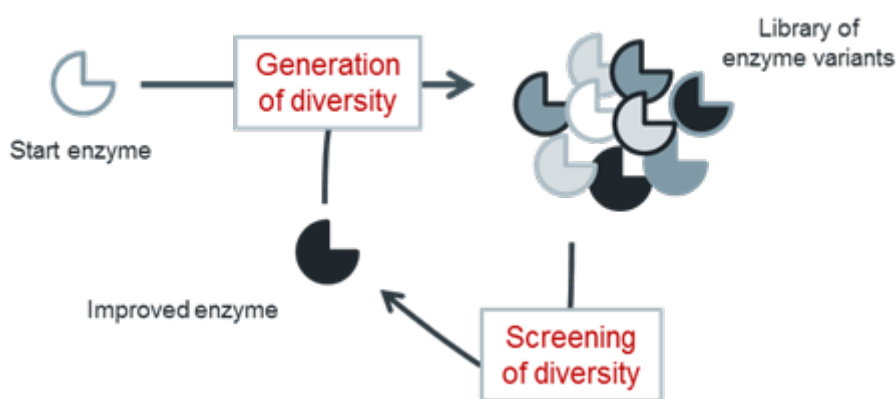 Start enzyme
Generation
of diversity
Library of
enzyme variants
Improved enzyme
Screening
of diversity